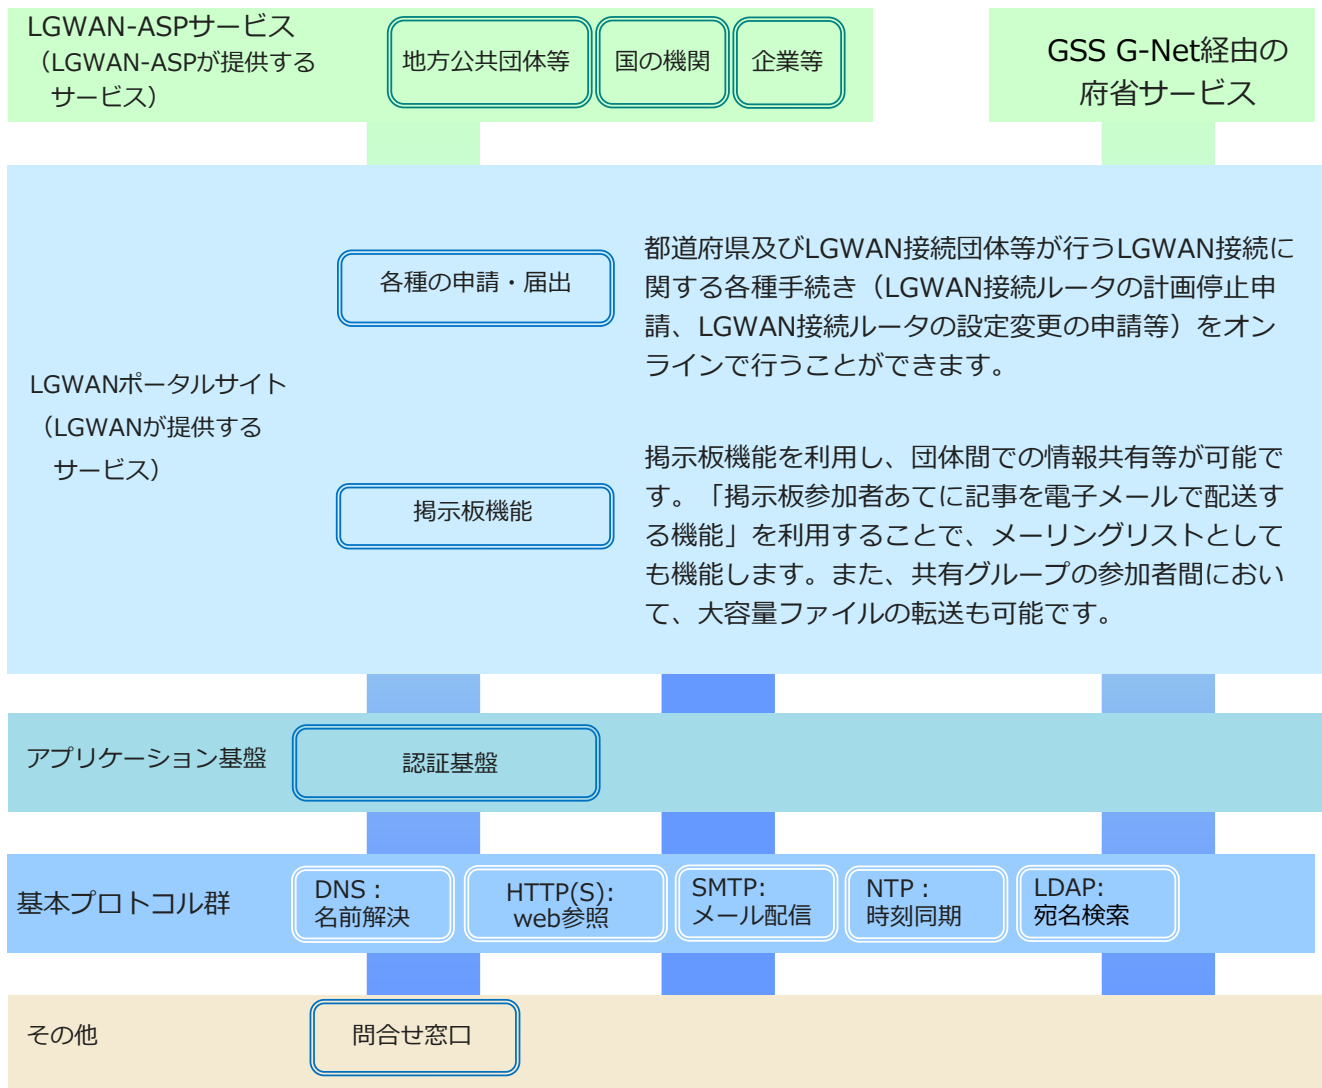 LGWAN-ASPサービス
（LGWAN-ASPが提供する
サービス）
地方公共団体等
国の機関
企業等
GSS G-Net経由の
府省サービス
LGWANポータルサイト
（LGWANが提供する
サービス）
各種の申請・届出
都道府県及びLGWAN接続団体等が行うLGWAN接続に
関する各種手続き（LGWAN接続ルータの計画停止申
請、LGWAN接続ルータの設定変更の申請等）をオン
ラインで行うことができます。
掲示板機能
掲示板機能を利用し、団体間での情報共有等が可能で
す。「掲示板参加者あてに記事を電子メールで配送す
る機能」を利用することで、メーリングリストとして
も機能します。また、共有グループの参加者間におい
て、大容量ファイルの転送も可能です。
アプリケーション基盤
認証基盤
基本プロトコル群
DNS：
名前解決
HTTP(S):
web参照
SMTP:
メール配信
NTP：
時刻同期
LDAP:
宛名検索
その他
問合せ窓口